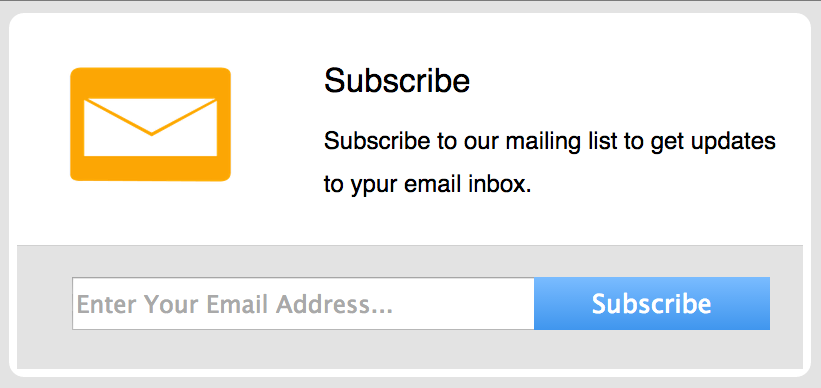 Subscribe
Subscribe to our mailing list to get updates
to ypur email inbox.
Enter Your Email Address...
Subscribe